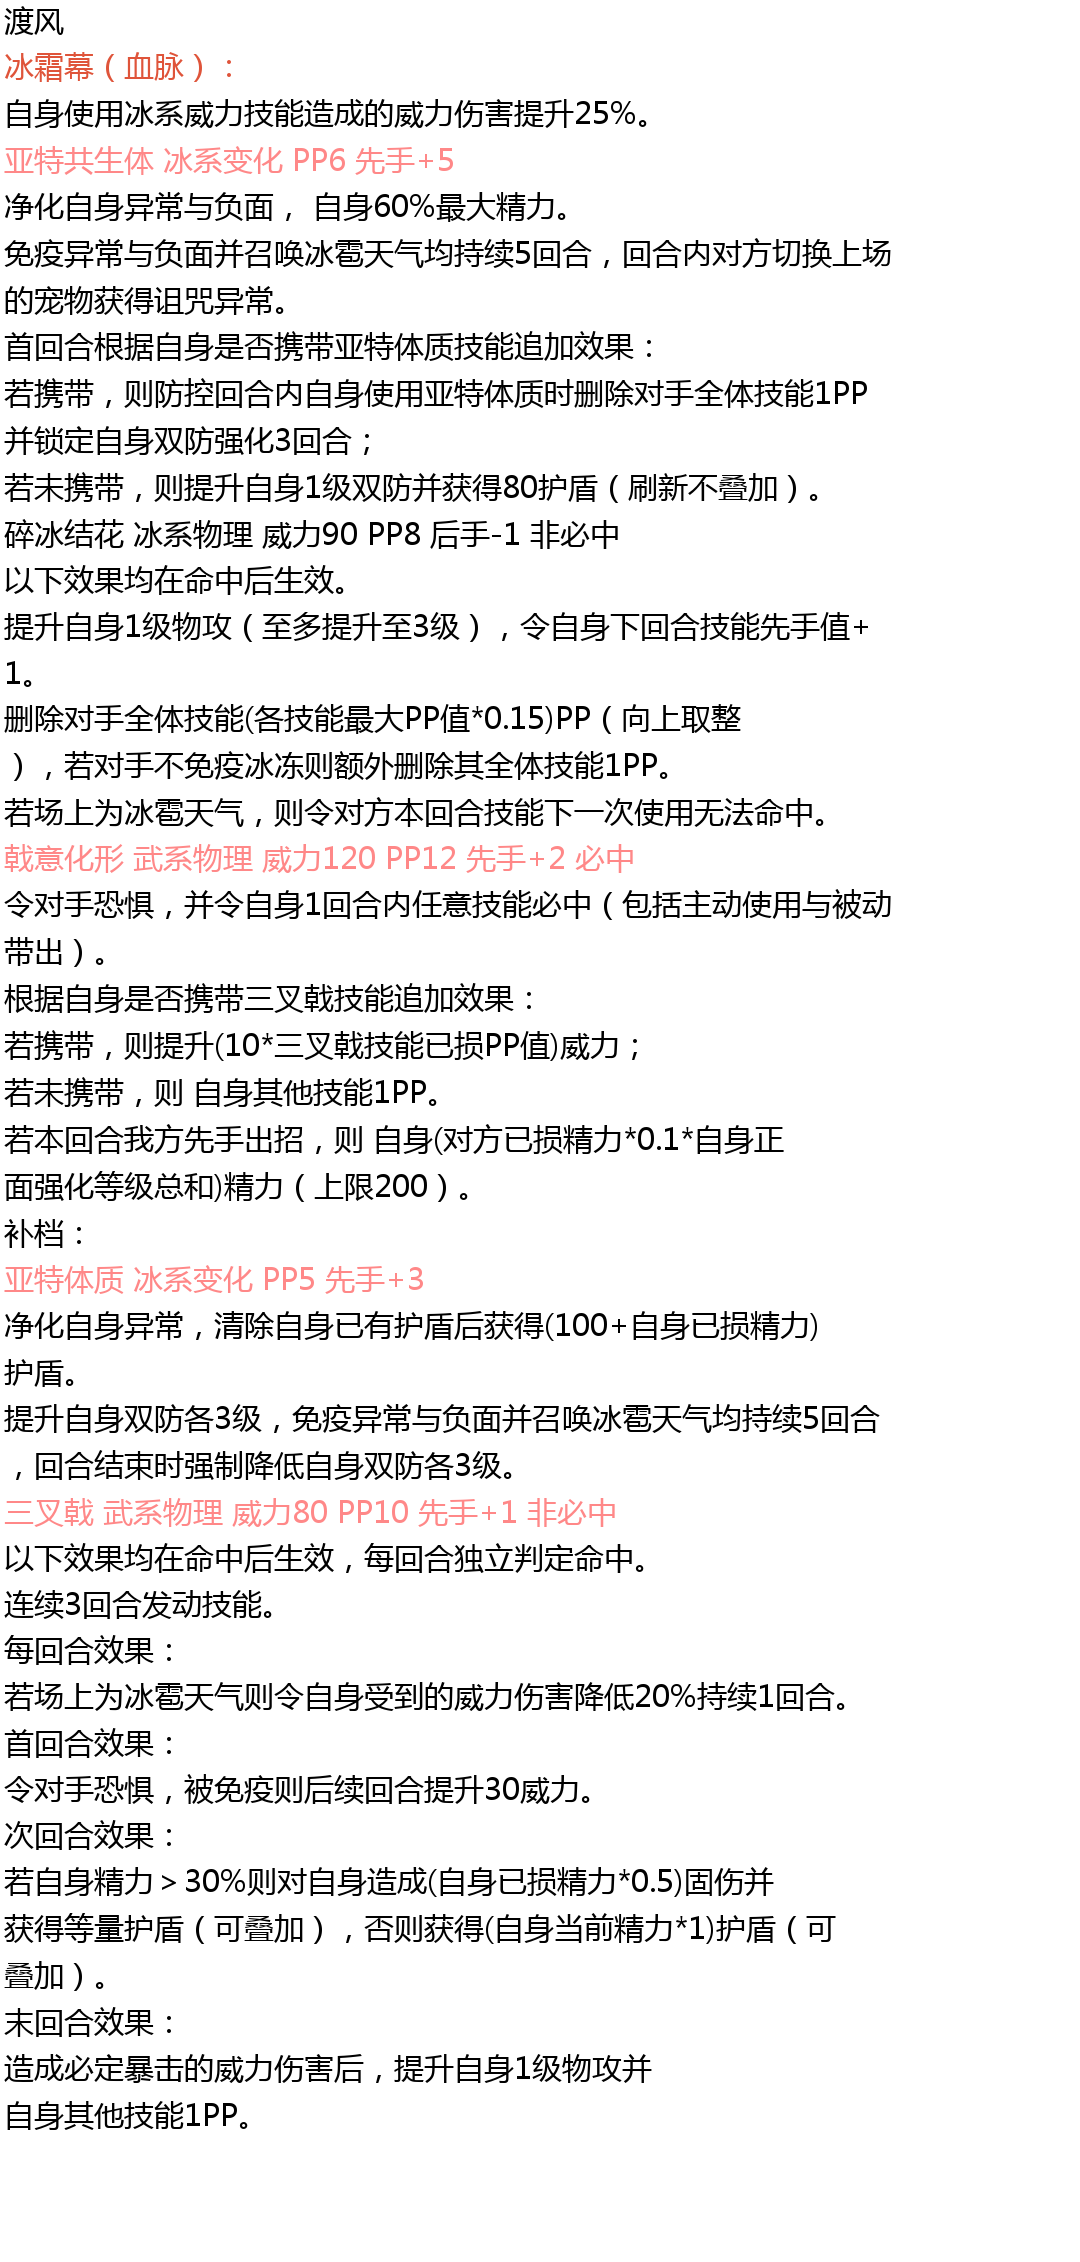 渡风
冰霜幕（血脉）：
自身使用冰系威力技能造成的威力伤害提升25%。
亚特共生体 冰系变化 PP6 先手+5
净化自身异常与负面， 自身60%最大精力。
免疫异常与负面并召唤冰雹天气均持续5回合，回合内对方切换上场
的宠物获得诅咒异常。
首回合根据自身是否携带亚特体质技能追加效果：
若携带，则防控回合内自身使用亚特体质时删除对手全体技能1PP
并锁定自身双防强化3回合；
若未携带，则提升自身1级双防并获得80护盾（刷新不叠加）。
碎冰结花 冰系物理 威力90 PP8 后手-1 非必中
以下效果均在命中后生效。
提升自身1级物攻（至多提升至3级），令自身下回合技能先手值+
1。
删除对手全体技能(各技能最大PP值*0.15)PP（向上取整
），若对手不免疫冰冻则额外删除其全体技能1PP。
若场上为冰雹天气，则令对方本回合技能下一次使用无法命中。
戟意化形 武系物理 威力120 PP12 先手+2 必中
令对手恐惧，并令自身1回合内任意技能必中（包括主动使用与被动
带出）。
根据自身是否携带三叉戟技能追加效果：
若携带，则提升(10*三叉戟技能已损PP值)威力；
若未携带，则 自身其他技能1PP。
若本回合我方先手出招，则 自身(对方已损精力*0.1*自身正
面强化等级总和)精力（上限200）。
补档：
亚特体质 冰系变化 PP5 先手+3
净化自身异常，清除自身已有护盾后获得(100+自身已损精力)
护盾。
提升自身双防各3级，免疫异常与负面并召唤冰雹天气均持续5回合
，回合结束时强制降低自身双防各3级。
三叉戟 武系物理 威力80 PP10 先手+1 非必中
以下效果均在命中后生效，每回合独立判定命中。
连续3回合发动技能。
每回合效果：
若场上为冰雹天气则令自身受到的威力伤害降低20%持续1回合。
首回合效果：
令对手恐惧，被免疫则后续回合提升30威力。
次回合效果：
若自身精力＞30%则对自身造成(自身已损精力*0.5)固伤并
获得等量护盾（可叠加），否则获得(自身当前精力*1)护盾（可
叠加）。
末回合效果：
造成必定暴击的威力伤害后，提升自身1级物攻并
自身其他技能1PP。